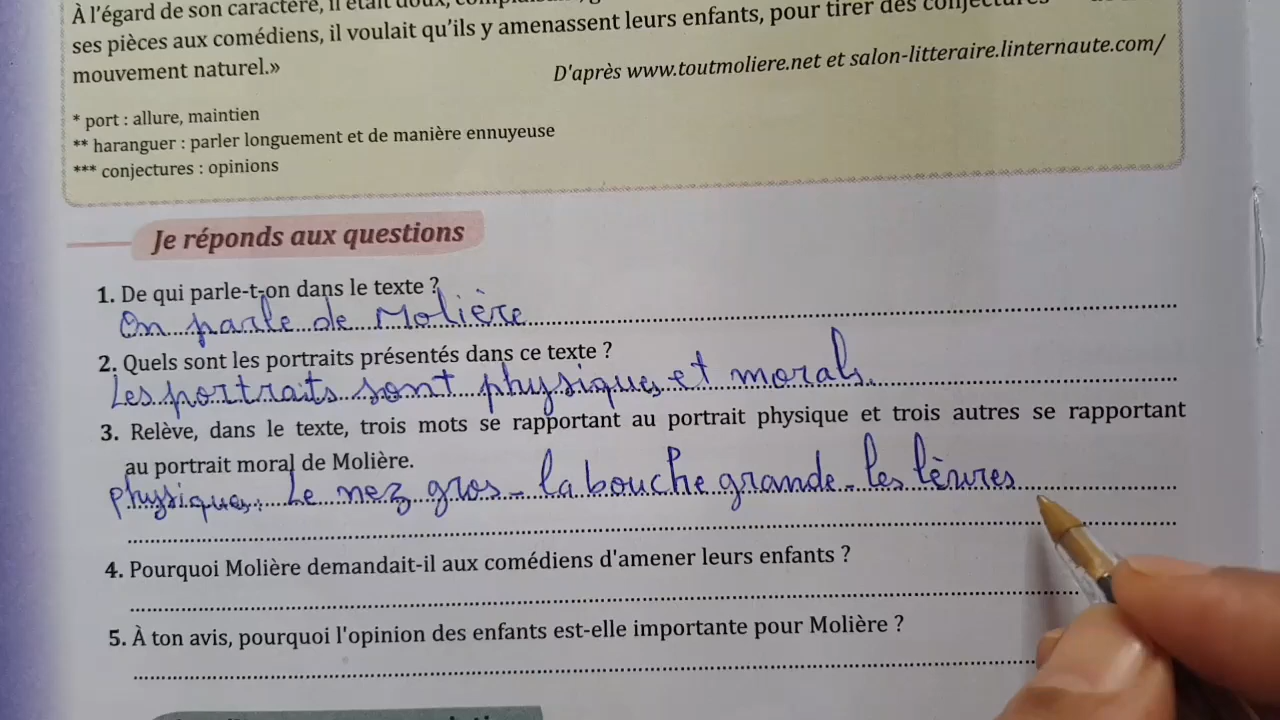 À l'égard de son caractère, il était doux,
ses pièces aux comédiens, il voulait qu'ils y amenassent leurs enfants, pour tirer des conjectures***
mouvement naturel.»
D'après www.toutmoliere.net et salon-litteraire.linternaute.com/
* port : allure, maintien
** haranguer : parler longuement et de manière ennuyeuse
*** conjectures : opinions
Je réponds aux questions
1. De qui parle-t-on dans le texte ?
On parle de Molière
2. Quels sont les portraits présentés dans ce texte ?
Les portraits sont physiques et morals.
3. Relève, dans le texte, trois mots se rapportant au portrait physique et trois autres se rapportant
au portrait moral de Molière.
physiques: Le nez gros - la bouche grande - les lèvres
4. Pourquoi Molière demandait-il aux comédiens d'amener leurs enfants ?
5. À ton avis, pourquoi l'opinion des enfants est-elle importante pour Molière ?